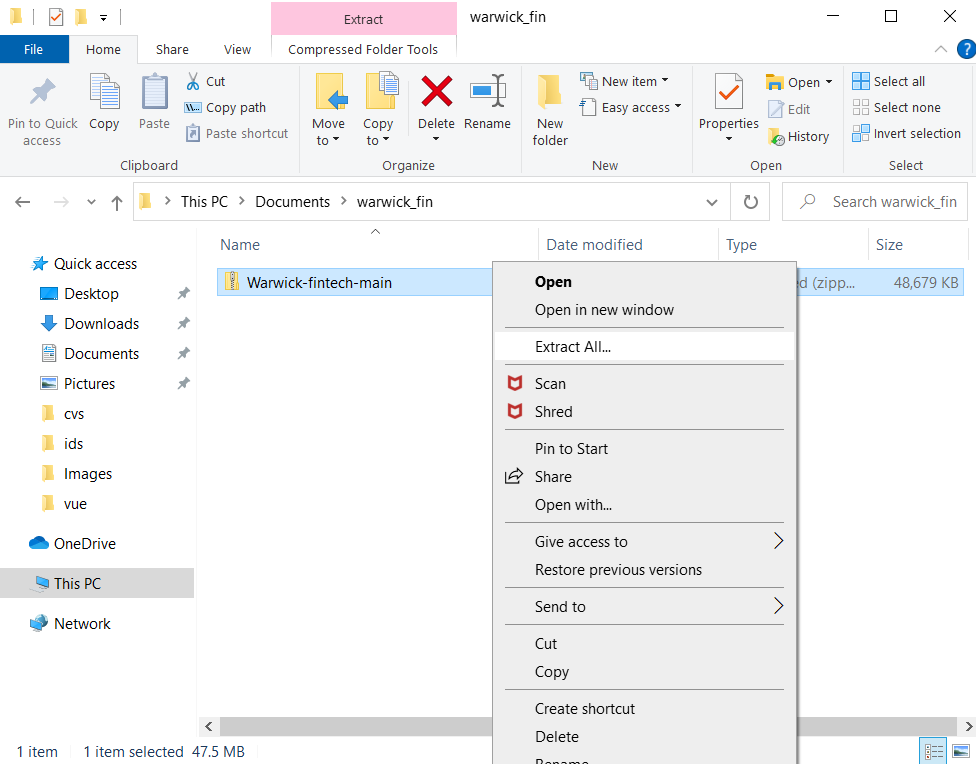 Extract
warwick_fin
File
Home
Share
View
Compressed Folder Tools
Pin to Quick access
Copy
Paste
Cut
Copy path
Paste shortcut
Clipboard
Move to
Copy to
Delete
Rename
Organize
New folder
New item
Easy access
New
Properties
Open
Edit
History
Open
Select all
Select none
Invert selection
Select
This PC > Documents > warwick_fin
Search warwick_fin
Name
Date modified
Type
Size
Quick access
Desktop
Downloads
Documents
Pictures
cvs
ids
Images
vue
OneDrive
This PC
Network
Warwick-fintech-main
d (zipp...
48,679 KB
Open
Open in new window
Extract All...
Scan
Shred
Pin to Start
Share
Open with...
Give access to
Restore previous versions
Send to
Cut
Copy
Create shortcut
Delete
Rename
1 item
1 item selected 47.5 MB